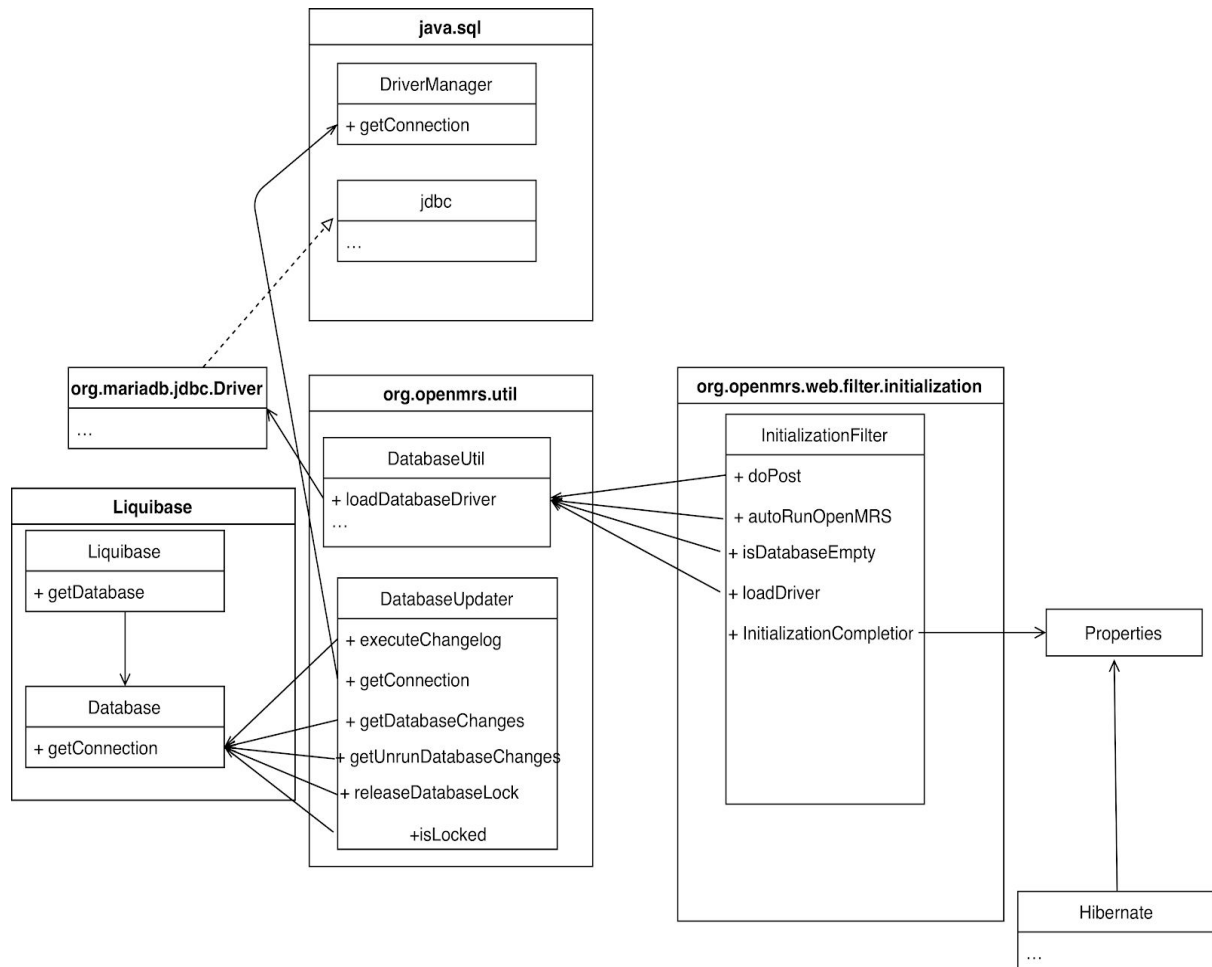 java.sql
DriverManager
+ getConnection
jdbc
...
org.mariadb.jdbc.Driver
...
org.openmrs.util
DatabaseUtil
+ loadDatabaseDriver
...
DatabaseUpdater
+ executeChangelog
+ getConnection
+ getDatabaseChanges
+ getUnrunDatabaseChanges
+ releaseDatabaseLock
+isLocked
Liquibase
Liquibase
+ getDatabase
Database
+ getConnection
org.openmrs.web.filter.initialization
InitializationFilter
+ doPost
+ autoRunOpenMRS
+ isDatabaseEmpty
+ loadDriver
+ InitializationCompletior
Properties
Hibernate
...